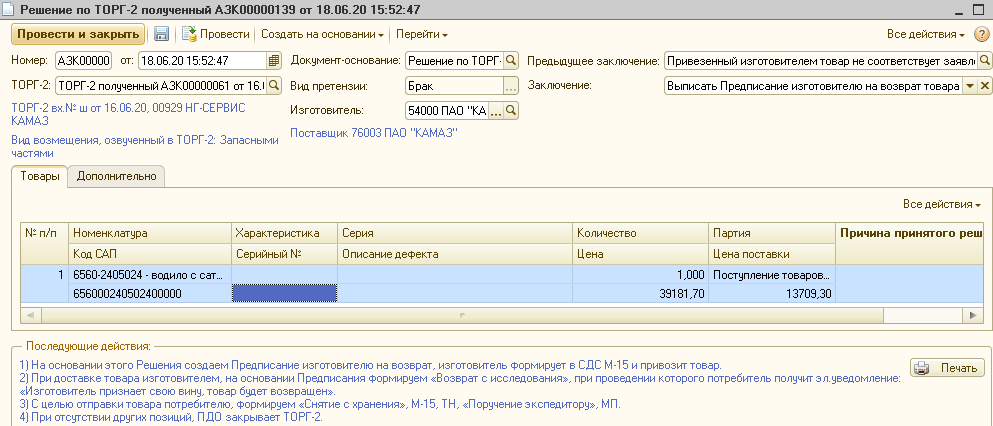 Решение по ТОРГ-2 полученный АЗК00000139 от 18.06.20 15:52:47
Провести и закрыть Провести Создать на основании Перейти Все действия
Номер: АЗК00000 от: 18.06.20 15:52:47 Документ-основание: Решение по ТОРГ- Предыдущее заключение: Привезенный изготовителем товар не соответствует заявл
ТОРГ-2: ТОРГ-2 полученный АЗК00000061 от 16.0 Вид претензии: Брак ... Заключение: Выписать Предписание изготовителю на возврат товара
ТОРГ-2 вх.№ ш от 16.06.20, 00929 НГ-СЕРВИС Изготовитель: 54000 ПАО "КА ...
КАМАЗ
Поставщик 76003 ПАО "КАМАЗ"
Вид возмещения, озвученный в ТОРГ-2: Запасными
частями
Товары Дополнительно
Все действия
№ п/п Номенклатура Характеристика Серия Количество Партия Причина принятого реш
Код САП Серийный № Описание дефекта Цена Цена поставки
1 6560-2405024 - водило с сат... 1,000 Поступление товаров...
656000240502400000 39181,70 13709,30
Последующие действия:
1) На основании этого Решения создаем Предписание изготовителю на возврат, изготовитель формирует в СДС М-15 и привозит товар.
2) При доставке товара изготовителем, на основании Предписания формируем «Возврат с исследования», при проведении которого потребитель получит эл.уведомление:
«Изготовитель признает свою вину, товар будет возвращен».
3) С целью отправки товара потребителю, формируем «Снятие с хранения», М-15, ТН, «Поручение экспедитору», МП.
4) При отсутствии других позиций, ПДО закрывает ТОРГ-2.
Печать